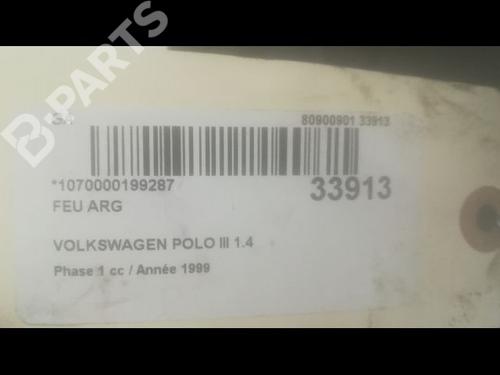 B-PARTS
80900901 33913
*1070000199287
33913
FEU ARG
VOLKSWAGEN POLO III 1.4
Phase 1 cc / Année 1999